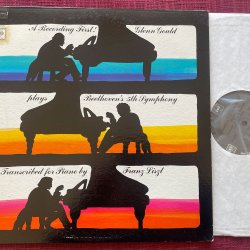 A Recording First! Glenn Gould
plays Beethoven's 5th Symphony
Transcribed for Piano by Franz Liszt